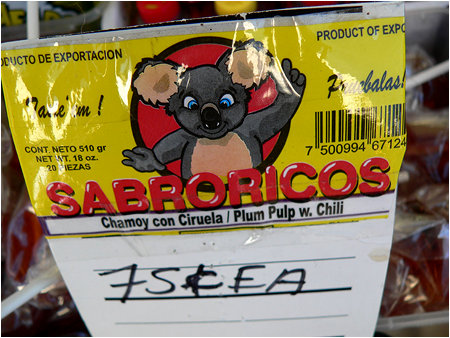 ODUCTO DE EXPORTACION
PRODUCT OF EXPO
Taste 'em !
Pruebalas!
CONT. NETO 510 gr
NET WT. 18 oz.
20 PIEZAS
7 500994 67124
SABRORICOS
Chamoy con Ciruela / Plum Pulp w. Chili
75¢EA